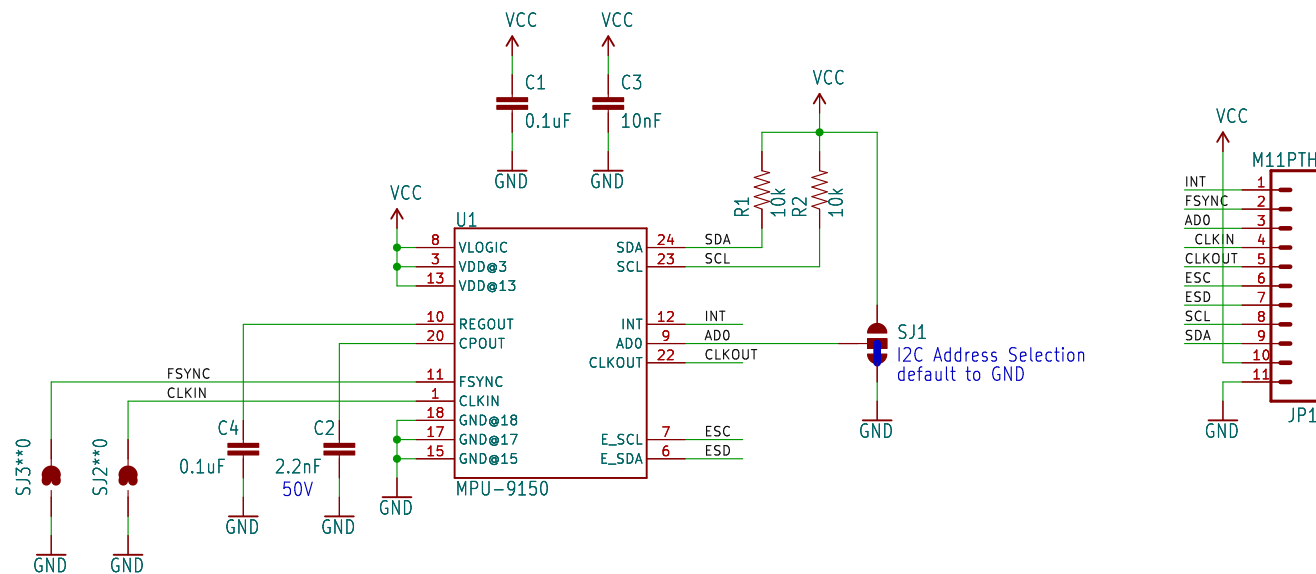 VCC
VCC
C1
0.1uF
GND
C3
10nF
GND
VCC
R1
10k
R2
10k
VCC
U1
8 VLOGIC
3 VDD@3
13 VDD@13
10 REGOUT
20 CPOUT
FSYNC 11 FSYNC
CLKIN 1 CLKIN
18 GND@18
17 GND@17
15 GND@15
SDA 24 SDA
SCL 23 SCL
INT 12 INT
AD0 9 AD0
CLKOUT 22 CLKOUT
E_SCL 7 ESC
E_SDA 6 ESD
MPU-9150
GND
SJ1
I2C Address Selection
default to GND
GND
SJ3**0
GND
SJ2**0
GND
C4
0.1uF
GND
C2
2.2nF
50V
GND
VCC
M11PTH
INT 1
FSYNC 2
AD0 3
CLKIN 4
CLKOUT 5
ESC 6
ESD 7
SCL 8
SDA 9
10
11
GND
JP1